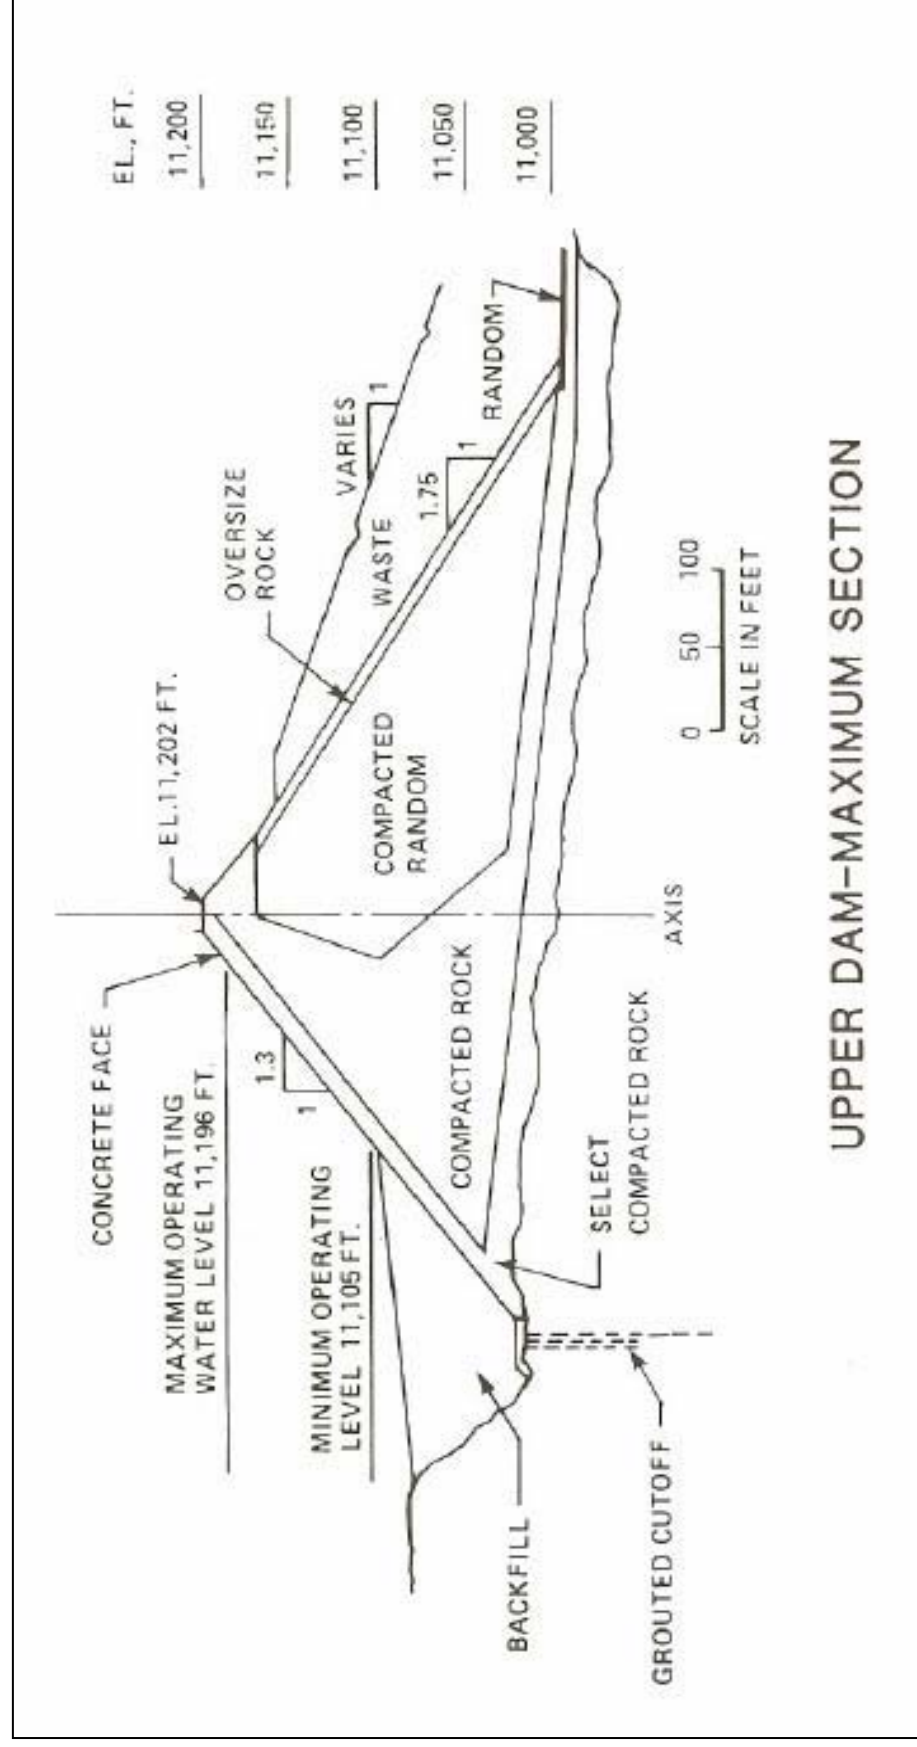 CONCRETE FACE
MAXIMUM OPERATING
WATER LEVEL 11,196 FT.
MINIMUM OPERATING
LEVEL 11,105 FT.
BACKFILL
GROUTED CUTOFF
1.3
1
EL.11,202 FT.
OVERSIZE
ROCK
VARIES
1
WASTE
1.75
1
RANDOM
COMPACTED
RANDOM
COMPACTED ROCK
SELECT
COMPACTED ROCK
AXIS
EL., FT.
11,200
11,150
11,100
11,050
11,000
0 50 100
SCALE IN FEET
UPPER DAM-MAXIMUM SECTION